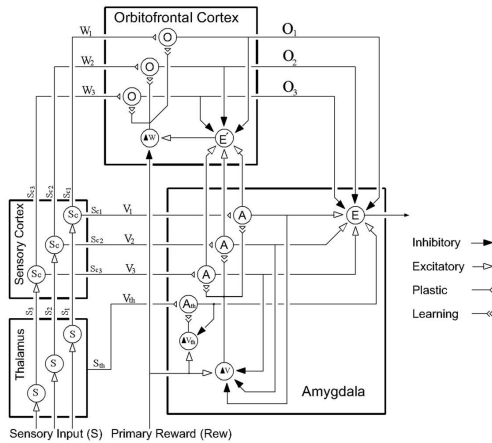 Orbitofrontal Cortex
W1
W2
W3
O
O
O
O1
O2
O3
▲W
E'
Sc3
Sc2
Sc1
Sensory Cortex
Sc
Sc
Sc
Sc1
Sc2
Sc3
V1
V2
V3
Vth
A
A
A
Ath
▲Vth
▲V
E
Amygdala
S3
S2
S1
Thalamus
S
S
S
Sth
Inhibitory
Excitatory
Plastic
Learning
Sensory Input (S)
Primary Reward (Rew)